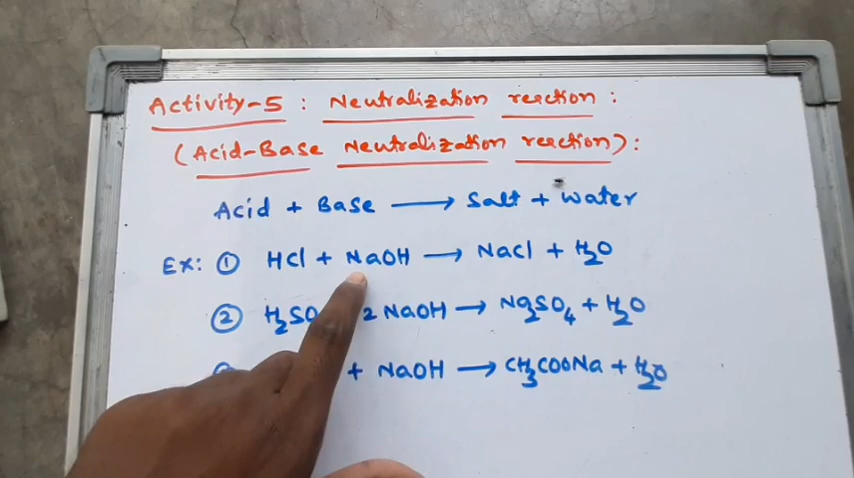 Activity-5 : Neutralization reaction :
(Acid-Base Neutralization reaction) :
Acid + Base ⟶ Salt + Water
Ex: ① HCl + NaOH ⟶ NaCl + H₂O
② H₂SO 2 NaOH ⟶ Na₂SO₄ + H₂O
+ NaOH ⟶ CH₃COONa + H₂O